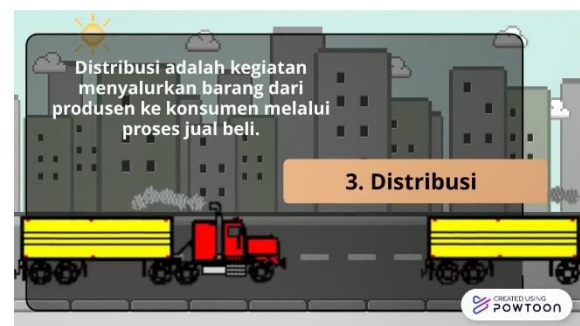 Distribusi adalah kegiatan
menyalurkan barang dari
produsen ke konsumen melalui
proses jual beli.
3. Distribusi
CREATED USING
POWTOON